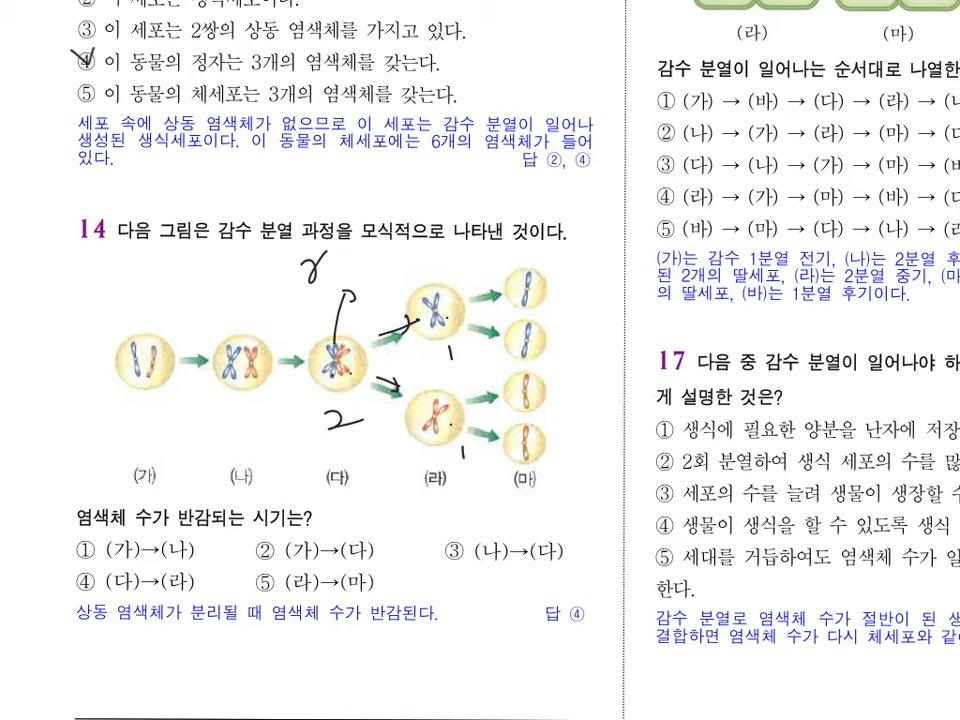 ③ 이 세포는 2쌍의 상동 염색체를 가지고 있다.
④ 이 동물의 정자는 3개의 염색체를 갖는다.
⑤ 이 동물의 체세포는 3개의 염색체를 갖는다.
세포 속에 상동 염색체가 없으므로 이 세포는 감수 분열이 일어나
생성된 생식세포이다. 이 동물의 체세포에는 6개의 염색체가 들어
있다. 답 ②, ④
14 다음 그림은 감수 분열 과정을 모식적으로 나타낸 것이다.
2
1
1
(가) (나) (다) (라) (마)
염색체 수가 반감되는 시기는?
① (가)→(나) ② (가)→(다) ③ (나)→(다)
④ (다)→(라) ⑤ (라)→(마)
상동 염색체가 분리될 때 염색체 수가 반감된다. 답 ④
(라) (마)
감수 분열이 일어나는 순서대로 나열한
① (가) → (바) → (다) → (라) →
② (나) → (가) → (라) → (마) →
③ (다) → (나) → (가) → (마) →
④ (라) → (가) → (마) → (바) →
⑤ (바) → (마) → (다) → (나) →
(가)는 감수 1분열 전기, (나)는 2분열 후
된 2개의 딸세포, (라)는 2분열 중기, (마
의 딸세포, (바)는 1분열 후기이다.
17 다음 중 감수 분열이 일어나야 하
게 설명한 것은?
① 생식에 필요한 양분을 난자에 저장
② 2회 분열하여 생식 세포의 수를 많
③ 세포의 수를 늘려 생물이 생장할 수
④ 생물이 생식을 할 수 있도록 생식
⑤ 세대를 거듭하여도 염색체 수가 일
한다.
감수 분열로 염색체 수가 절반이 된 생
결합하면 염색체 수가 다시 체세포와 같